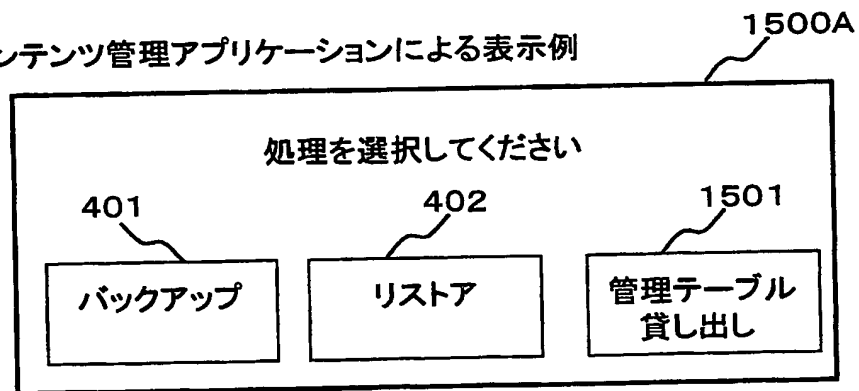 ンテンツ管理アプリケーションによる表示例
1500A
処理を選択してください
401
402
1501
バックアップ
リストア
管理テーブル
貸し出し